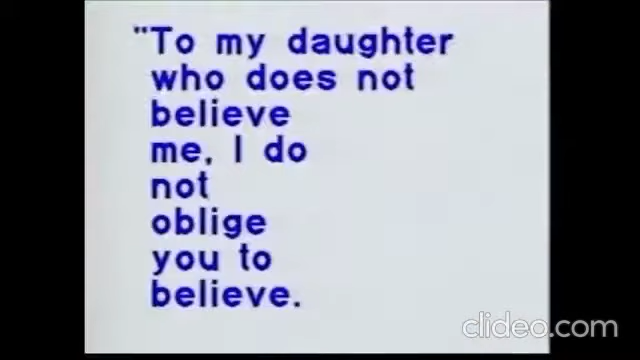 "To my daughter
who does not
believe
me, I do
not
oblige
you to
believe.
clideo.com